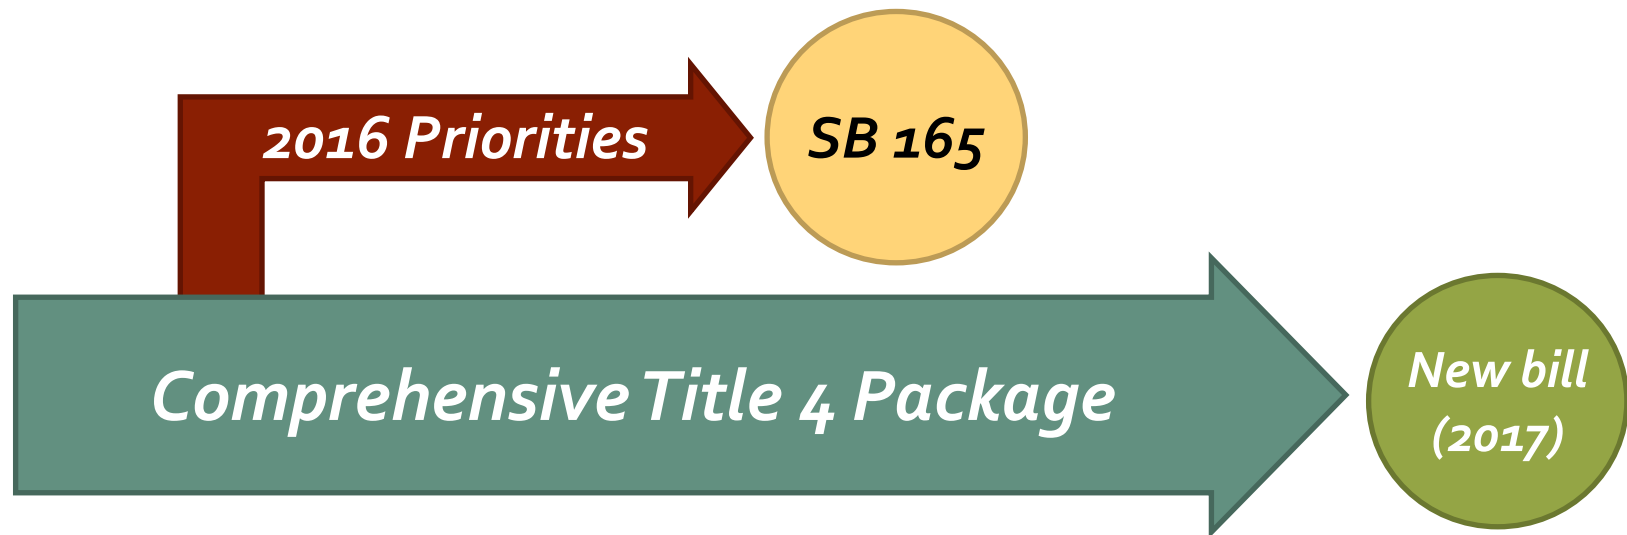 2016 Priorities
SB 165
Comprehensive Title 4 Package
New bill
(2017)